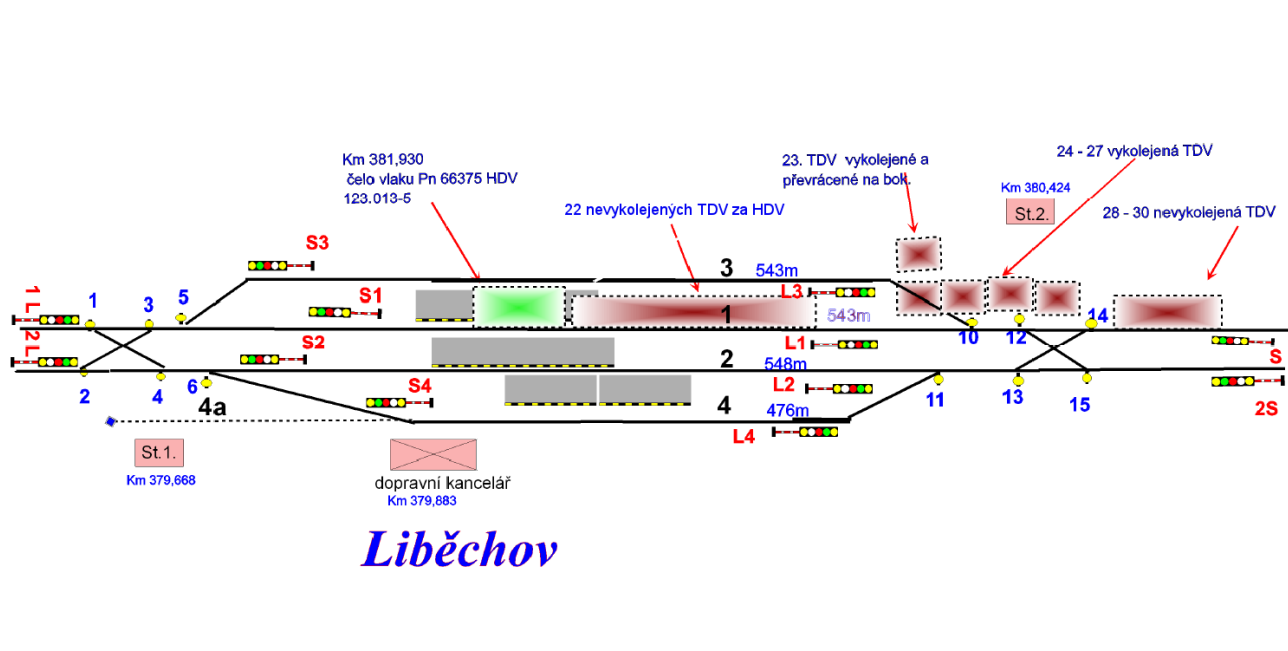 Km 381,930
čelo vlaku Pn 66375 HDV
123.013-5
22 nevykolejených TDV za HDV
23. TDV vykolejené a
převrácené na bok.
24 - 27 vykolejená TDV
Km 380,424
St.2.
28 - 30 nevykolejená TDV
S3
3
543m
L3
1 L
1
3
5
S1
1
543m
10
12
14
S
2 L
S2
L1
2
548m
2
4
6
4a
S4
L2
11
13
15
2S
4
476m
L4
St.1.
Km 379,668
dopravní kancelář
Km 379,883
Liběchov